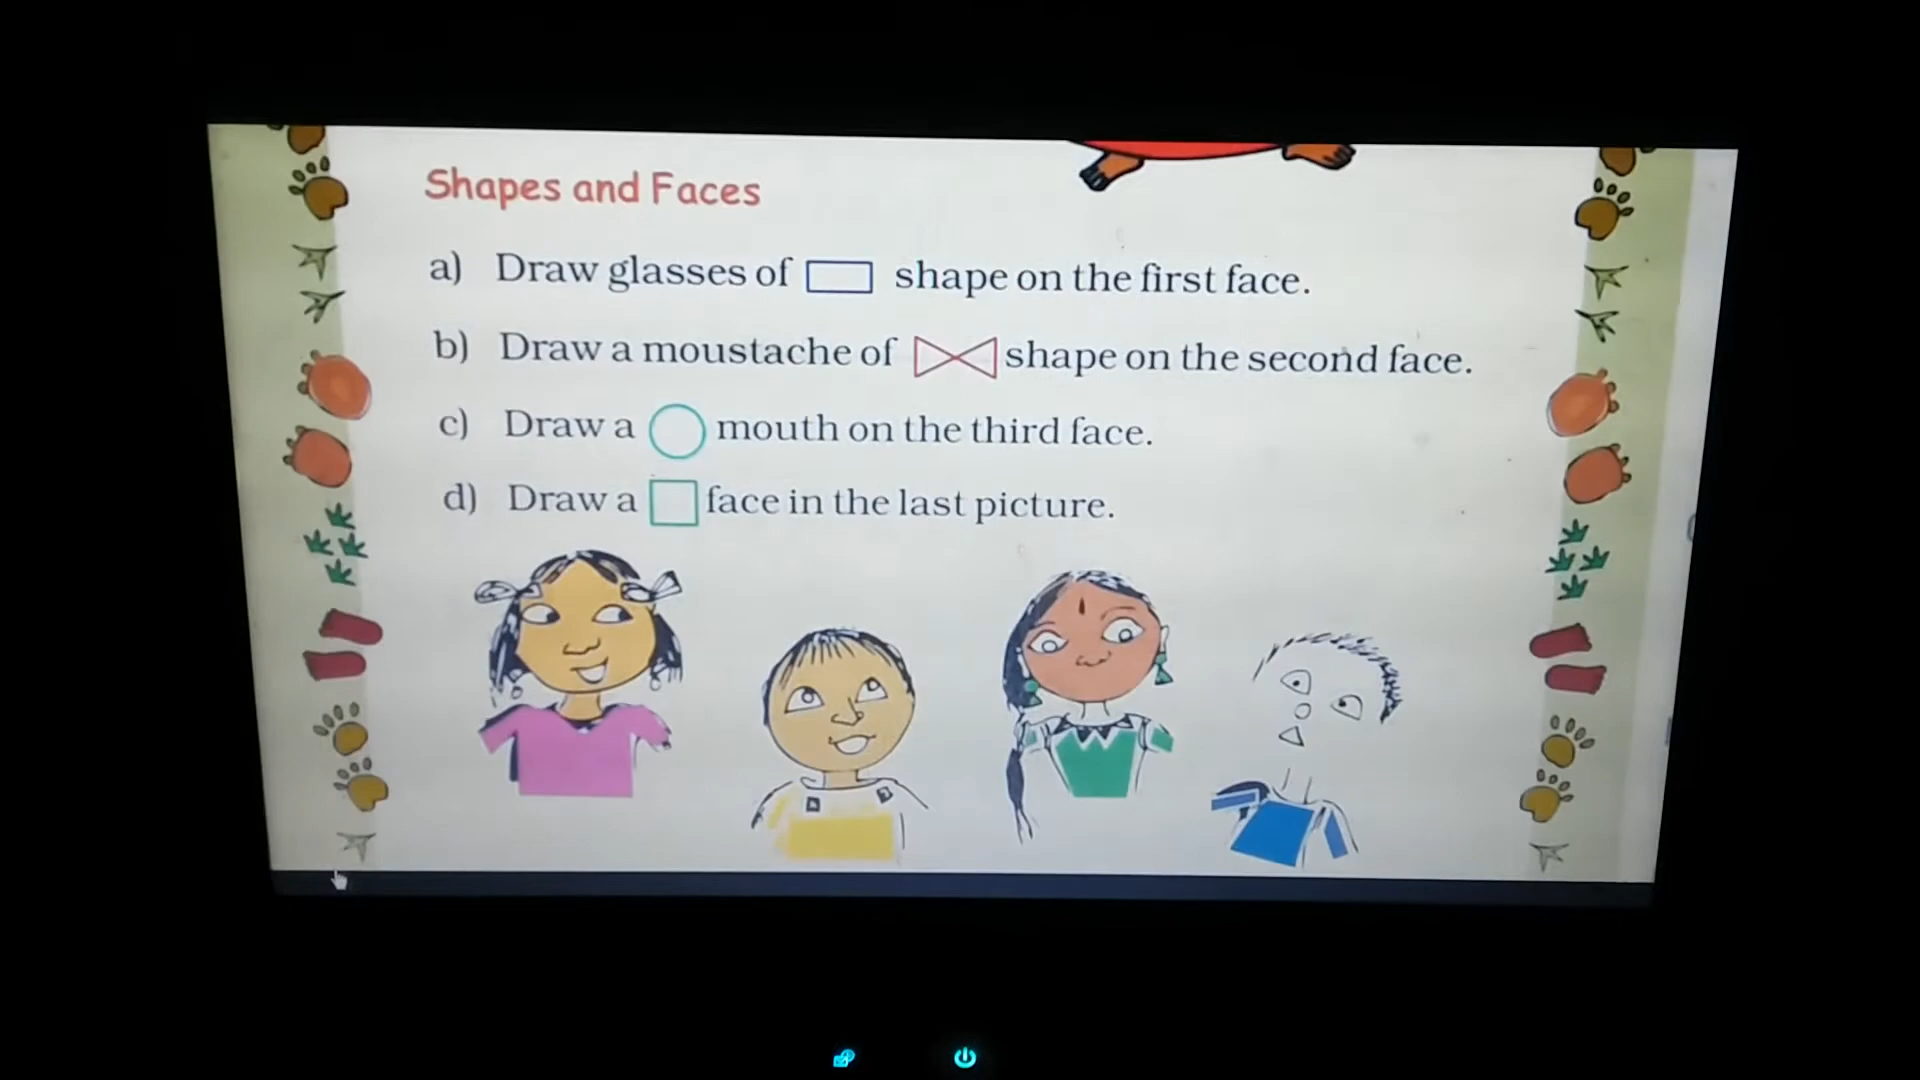 Shapes and Faces
a) Draw glasses of shape on the first face.
b) Draw a moustache of shape on the second face.
c) Draw a mouth on the third face.
d) Draw a face in the last picture.